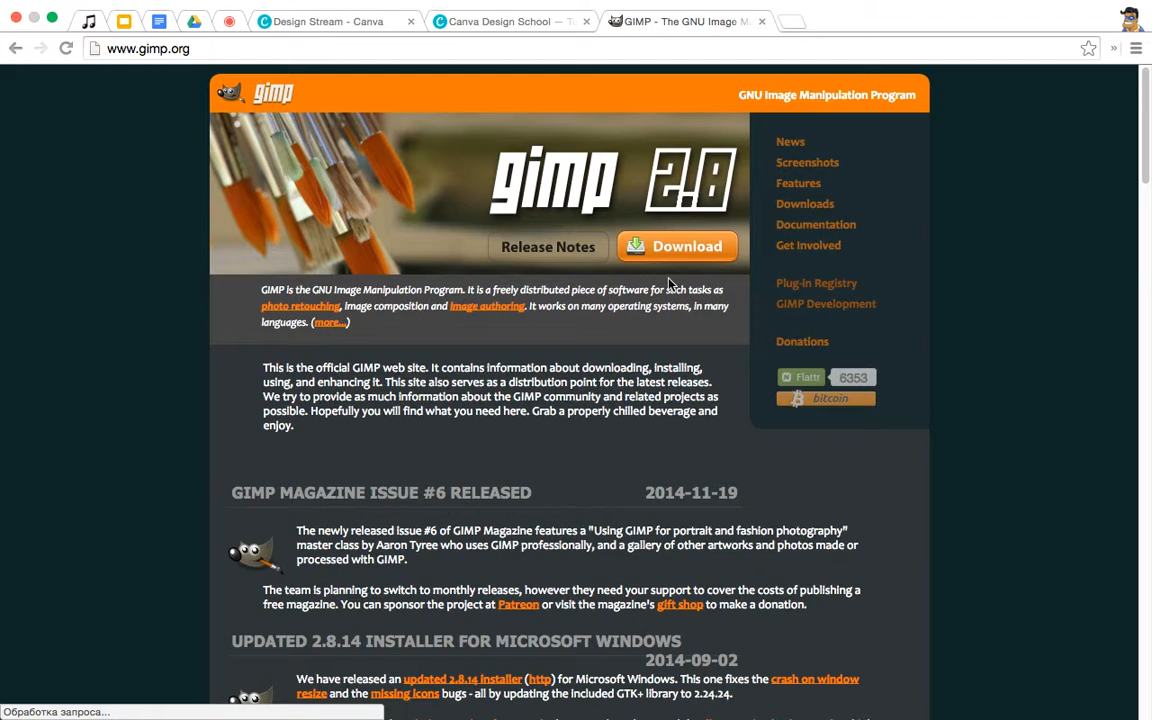 Design Stream - Canva
Canva Design School — Tu
GIMP - The GNU Image M
www.gimp.org
gimp
GNU Image Manipulation Program
gimp 2.8
Release Notes
Download
News
Screenshots
Features
Downloads
Documentation
Get Involved
Plug-in Registry
GIMP Development
Donations
Flattr 6353
bitcoin
GIMP is the GNU Image Manipulation Program. It is a freely distributed piece of software for such tasks as
photo retouching, image composition and image authoring. It works on many operating systems, in many
languages. (more...)
This is the official GIMP web site. It contains information about downloading, installing,
using, and enhancing it. This site also serves as a distribution point for the latest releases.
We try to provide as much information about the GIMP community and related projects as
possible. Hopefully you will find what you need here. Grab a properly chilled beverage and
enjoy.
GIMP MAGAZINE ISSUE #6 RELEASED
2014-11-19
The newly released issue #6 of GIMP Magazine features a "Using GIMP for portrait and fashion photography"
master class by Aaron Tyree who uses GIMP professionally, and a gallery of other artworks and photos made or
processed with GIMP.
The team is planning to switch to monthly releases, however they need your support to cover the costs of publishing a
free magazine. You can sponsor the project at Patreon or visit the magazine's gift shop to make a donation.
UPDATED 2.8.14 INSTALLER FOR MICROSOFT WINDOWS
2014-09-02
We have released an updated 2.8.14 installer (http) for Microsoft Windows. This one fixes the crash on window
resize and the missing icons bugs - all by updating the included GTK+ library to 2.24.24.
Обработка запроса...